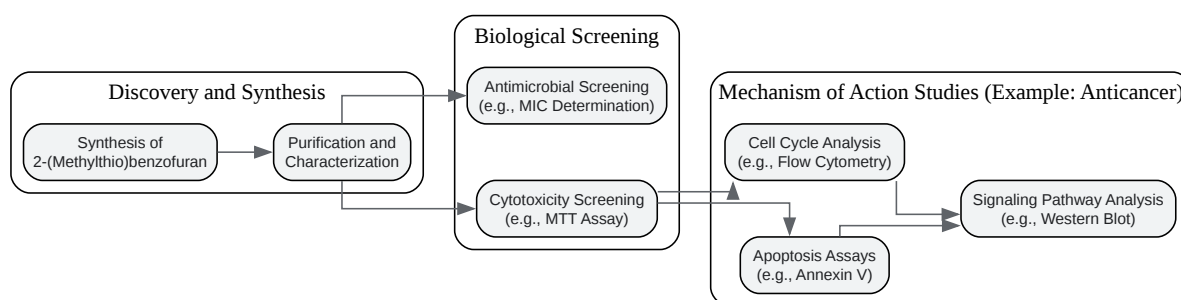 Discovery and Synthesis
Synthesis of
2-(Methylthio)benzofuran
Purification and
Characterization
Biological Screening
Antimicrobial Screening
(e.g., MIC Determination)
Cytotoxicity Screening
(e.g., MTT Assay)
Mechanism of Action Studies (Example: Anticancer)
Cell Cycle Analysis
(e.g., Flow Cytometry)
Apoptosis Assays
(e.g., Annexin V)
Signaling Pathway Analysis
(e.g., Western Blot)